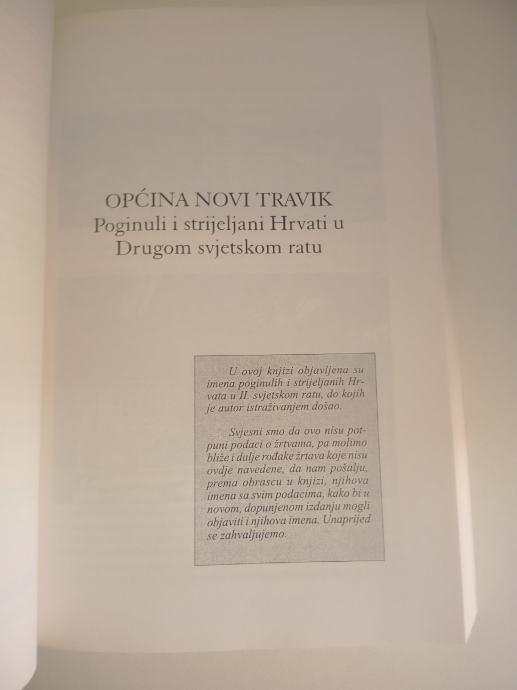 OPĆINA NOVI TRAVIK
Poginuli i strijeljani Hrvati u
Drugom svjetskom ratu
U ovoj knjizi objavljena su
imena poginulih i strijeljanih Hr-
vata u II. svjetskom ratu, do kojih
je autor istraživanjem došao.
Svjesni smo da ovo nisu pot-
puni podaci o žrtvama, pa molimo
bliže i dalje rođake žrtava koje nisu
ovdje navedene, da nam pošalju,
prema obrascu u knjizi, njihova
imena sa svim podacima, kako bi u
novom, dopunjenom izdanju mogli
objaviti i njihova imena. Unaprijed
se zahvaljujemo.